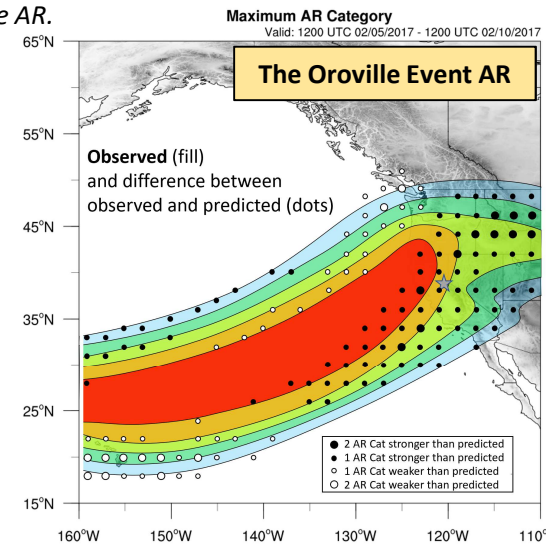 e AR.
Maximum AR Category
Valid: 1200 UTC 02/05/2017 - 1200 UTC 02/10/2017
The Oroville Event AR
Observed (fill)
and difference between
observed and predicted (dots)
65°N
55°N
45°N
35°N
25°N
15°N
2 AR Cat stronger than predicted
1 AR Cat stronger than predicted
1 AR Cat weaker than predicted
2 AR Cat weaker than predicted
160°W 150°W 140°W 130°W 120°W 110°